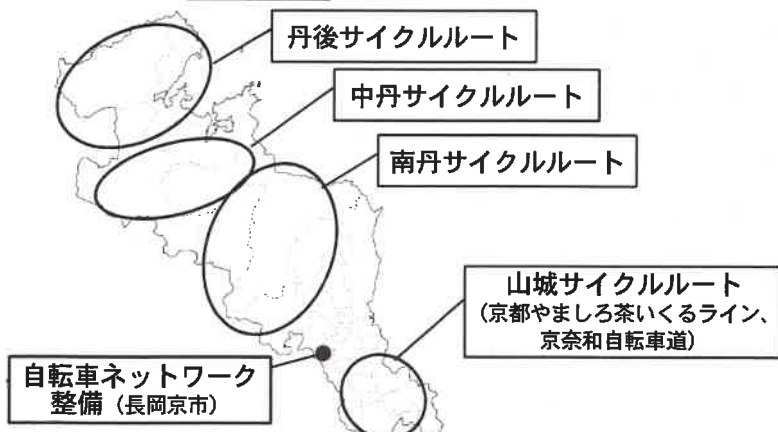 丹後サイクルルート
中丹サイクルルート
南丹サイクルルート
山城サイクルルート
(京都やましろ茶いくるライン、
京奈和自転車道)
自転車ネットワーク
整備(長岡京市)